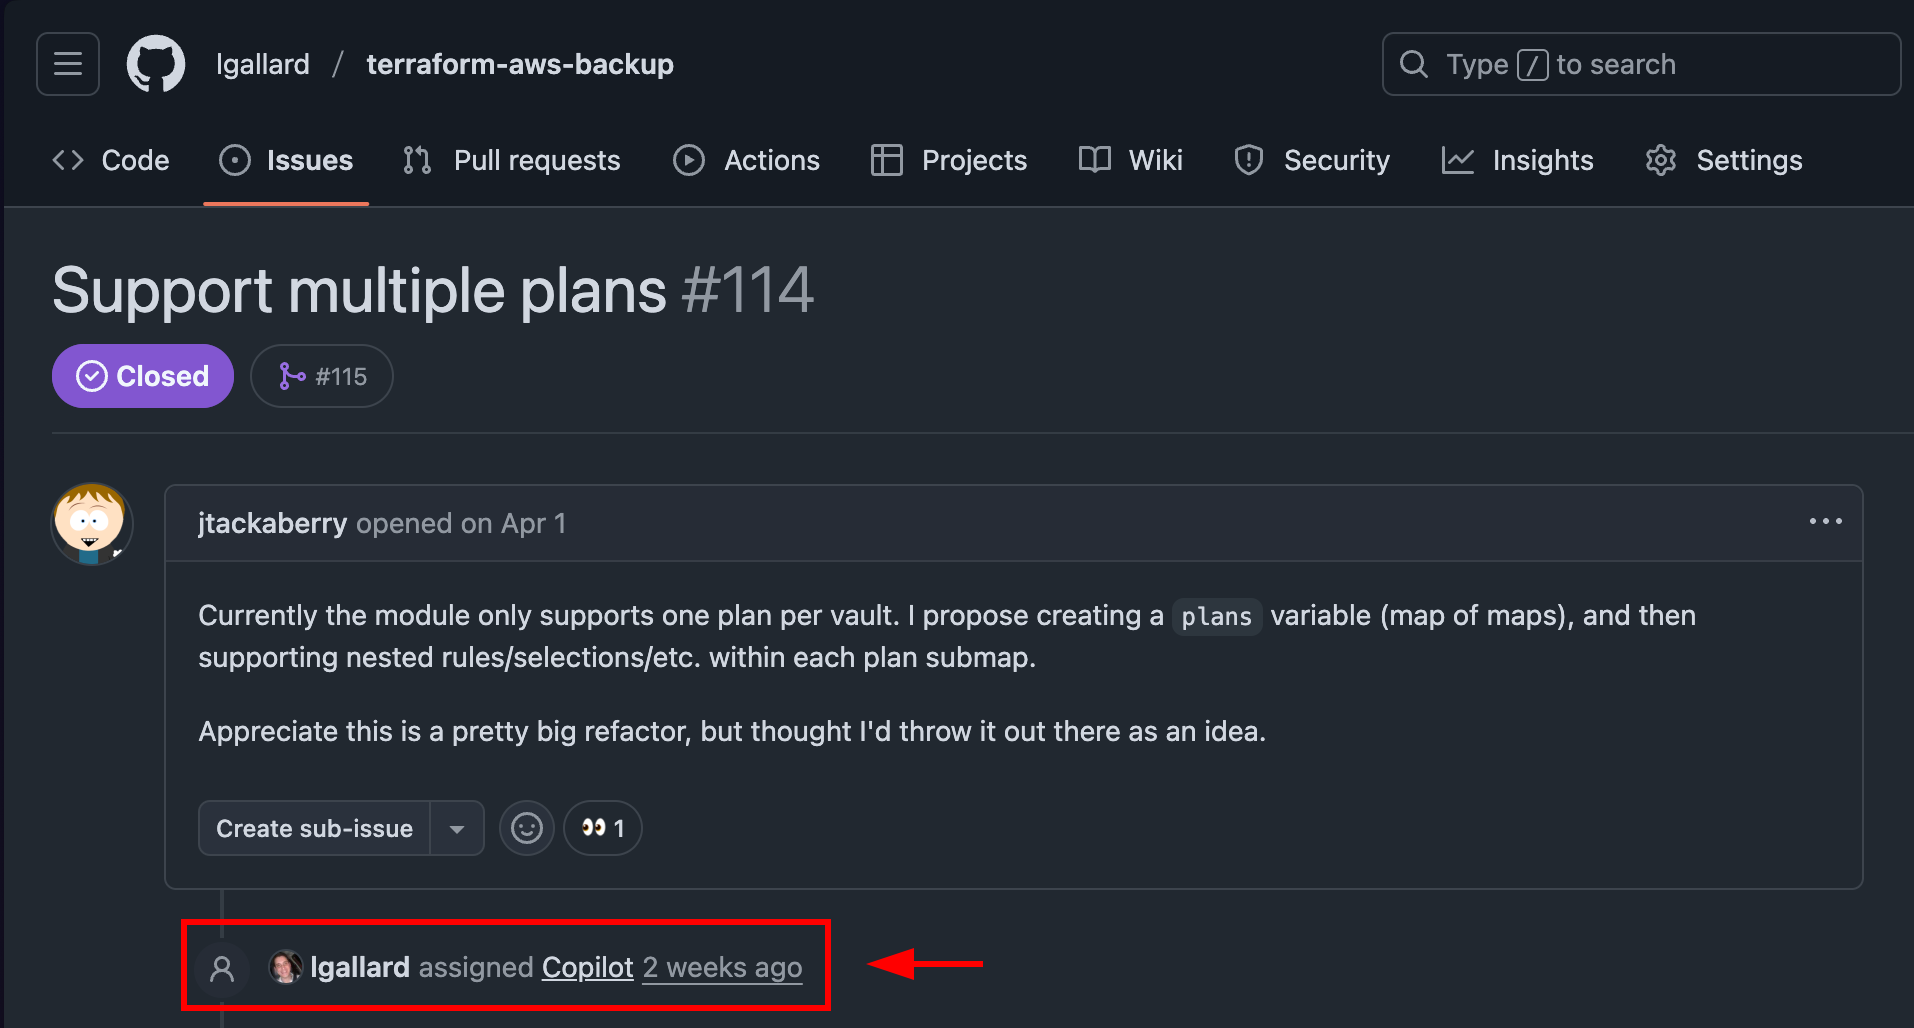 lgallard / terraform-aws-backup
Type / to search
Code Issues Pull requests Actions Projects Wiki Security Insights Settings
Support multiple plans #114
Closed #115
jtackaberry opened on Apr 1
Currently the module only supports one plan per vault. I propose creating a plans variable (map of maps), and then
supporting nested rules/selections/etc. within each plan submap.
Appreciate this is a pretty big refactor, but thought I'd throw it out there as an idea.
Create sub-issue 👀 1
lgallard assigned Copilot 2 weeks ago